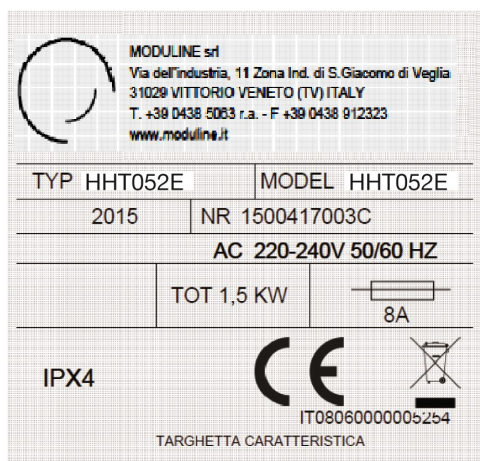 MODULINE srl
Via dell'industria, 11 Zona Ind. di S.Giacomo di Veglia
31029 VITTORIO VENETO (TV) ITALY
T. +39 0438 5063 r.a. - F +39 0438 912323
www.moduline.it
TYP HHT052E MODEL HHT052E
2015 NR 1500417003C
AC 220-240V 50/60 HZ
TOT 1,5 KW
8A
IPX4
CE
IT08060000005254
TARGHETTA CARATTERISTICA